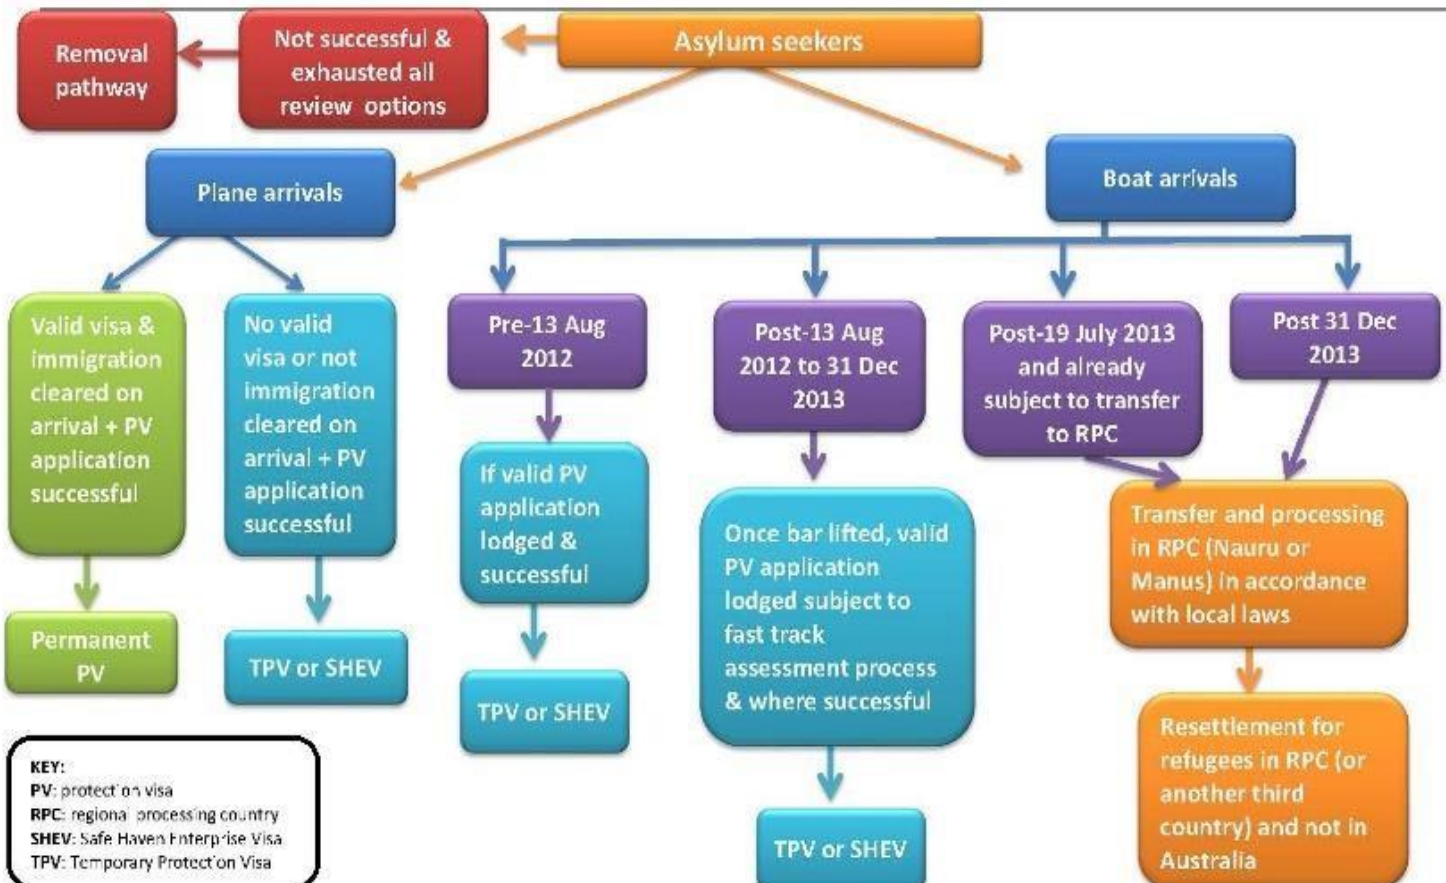 Asylum seekers
Not successful &
exhausted all
review options
Removal
pathway
Plane arrivals
Boat arrivals
Valid visa &
immigration
cleared on
arrival + PV
application
successful
No valid
visa or not
immigration
cleared on
arrival + PV
application
successful
Pre-13 Aug
2012
Post-13 Aug
2012 to 31 Dec
2013
Post-19 July 2013
and already
subject to transfer
to RPC
Post 31 Dec
2013
If valid PV
application
lodged &
successful
Once bar lifted, valid
PV application
lodged subject to
fast track
assessment process
& where successful
Transfer and processing
in RPC (Nauru or
Manus) in accordance
with local laws
Permanent
PV
TPV or SHEV
TPV or SHEV
TPV or SHEV
Resettlement for
refugees in RPC (or
another third
country) and not in
Australia
KEY:
PV: protection visa
RPC: regional processing country
SHEV: Safe Haven Enterprise Visa
TPV: Temporary Protection Visa